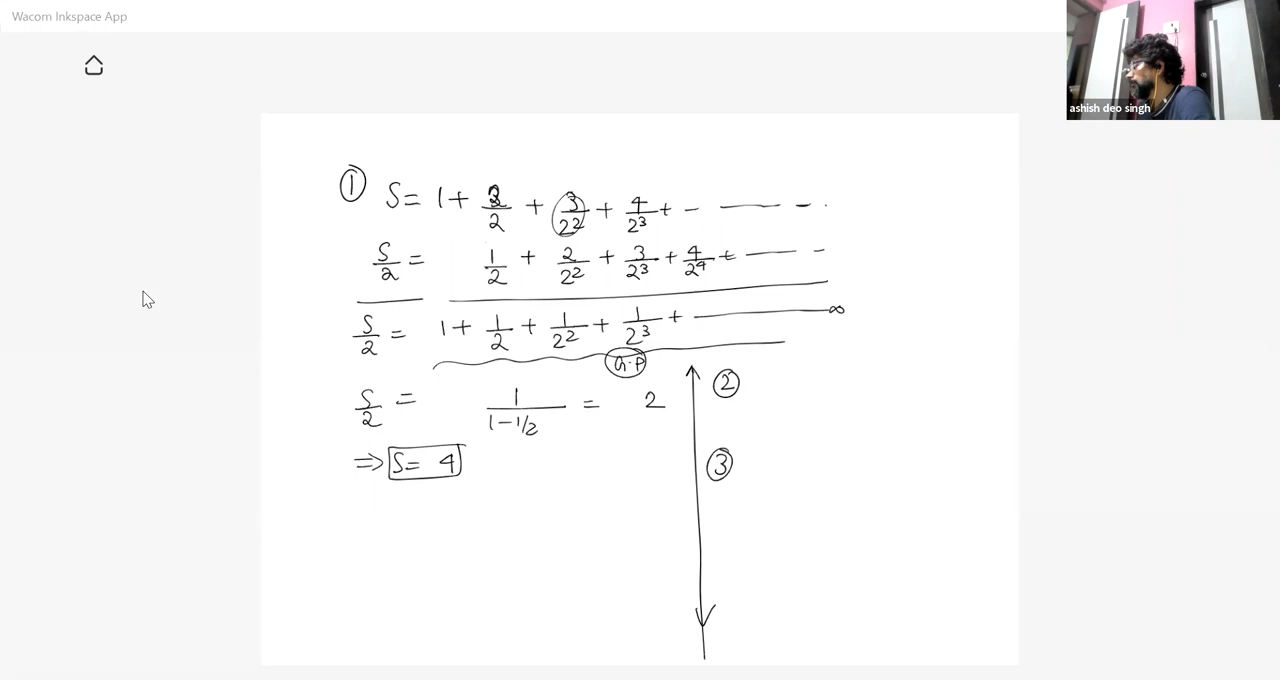 Wacom Inkspace App
ashish deo singh
① S = 1 + 2/2 + 3/2² + 4/2³ + - — - .
S/2 = 1/2 + 2/2² + 3/2³ + 4/2⁴ + — -
S/2 = 1 + 1/2 + 1/2² + 1/2³ + — ∞
G.P
②
S/2 = 1/(1-1/2) = 2
⇒ S = 4
③